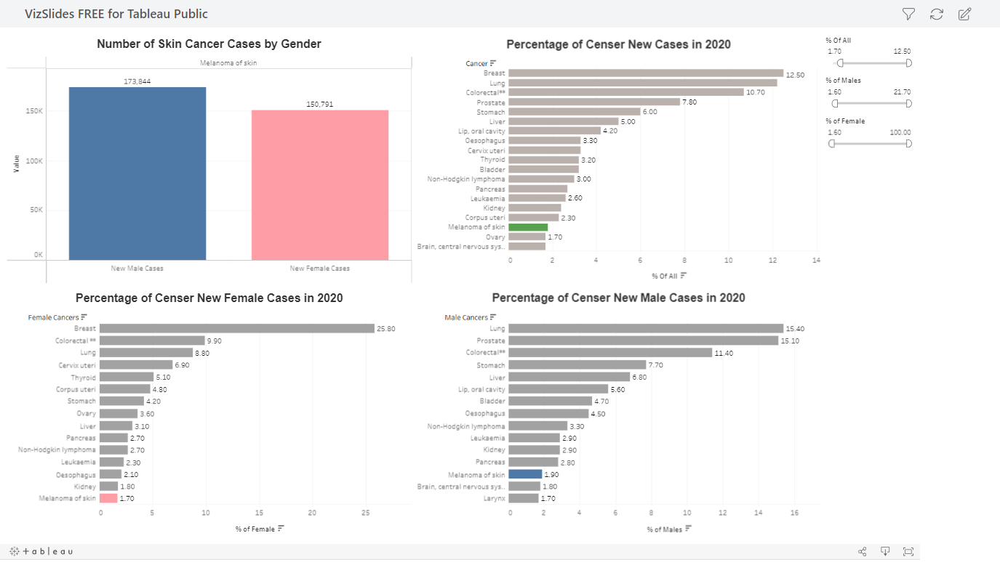 VizSlides FREE for Tableau Public
Number of Skin Cancer Cases by Gender
Melanoma of skin
173,844
150,791
150K
100K
50K
0K
Value
New Male Cases
New Female Cases
Percentage of Censer New Cases in 2020
Cancer
Breast 12.50
Lung
Colorectal** 10.70
Prostate 7.80
Stomach 6.00
Liver 5.00
Lip, oral cavity 4.20
Oesophagus 3.30
Cervix uteri
Thyroid 3.20
Bladder
Non-Hodgkin lymphoma 3.00
Pancreas
Leukaemia 2.60
Kidney
Corpus uteri 2.30
Melanoma of skin
Ovary 1.70
Brain, central nervous sys..
0 2 4 6 8 10 12 14
% Of All
% Of All
1.70 12.50
% of Males
1.60 21.70
% of Female
1.60 100.00
Percentage of Censer New Female Cases in 2020
Female Cancers
Breast 25.80
Colorectal ** 9.90
Lung 8.80
Cervix uteri 6.90
Thyroid 5.10
Corpus uteri 4.80
Stomach 4.20
Ovary 3.60
Liver 3.10
Pancreas 2.70
Non-Hodgkin lymphoma 2.70
Leukaemia 2.30
Oesophagus 2.10
Kidney 1.80
Melanoma of skin 1.70
0 5 10 15 20 25
% of Female
Percentage of Censer New Male Cases in 2020
Male Cancers
Lung 15.40
Prostate 15.10
Colorectal** 11.40
Stomach 7.70
Liver 6.80
Lip, oral cavity 5.60
Bladder 4.70
Oesophagus 4.50
Non-Hodgkin lymphoma 3.30
Leukaemia 2.90
Kidney 2.90
Pancreas 2.80
Melanoma of skin 1.90
Brain, central nervous sys.. 1.80
Larynx 1.70
0 2 4 6 8 10 12 14 16
% of Males
+ableau